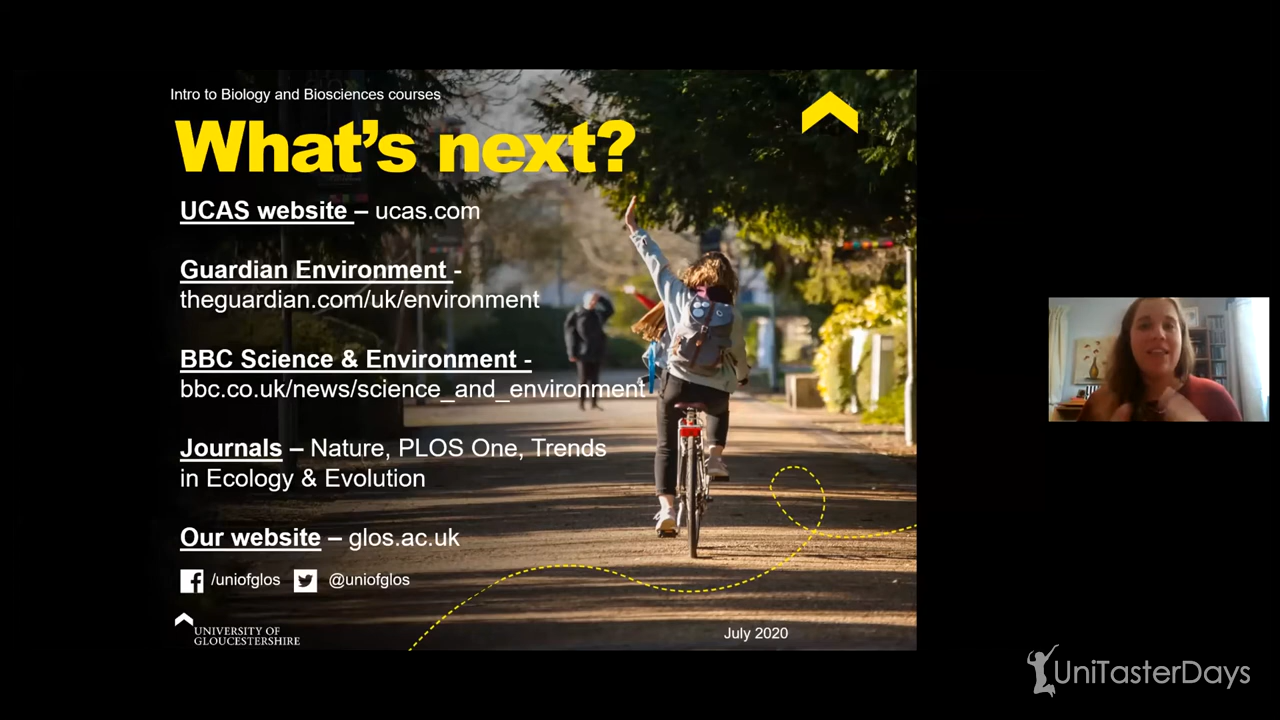 Intro to Biology and Biosciences courses
What's next?
UCAS website – ucas.com
Guardian Environment -
theguardian.com/uk/environment
BBC Science & Environment -
bbc.co.uk/news/science_and_environment
Journals – Nature, PLOS One, Trends
in Ecology & Evolution
Our website – glos.ac.uk
/uniofglos @uniofglos
UNIVERSITY OF
GLOUCESTERSHIRE
July 2020
UniTasterDays